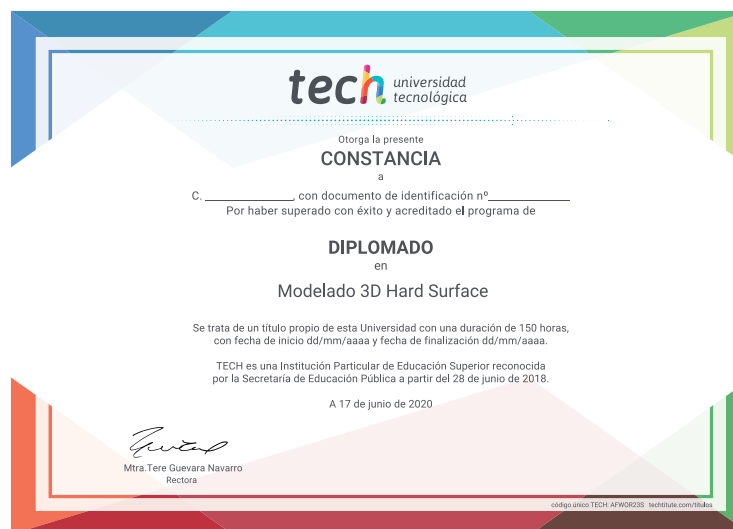 tech universidad
tecnológica
Otorga la presente
CONSTANCIA
a
C. ______________, con documento de identificación nº______________
Por haber superado con éxito y acreditado el programa de
DIPLOMADO
en
Modelado 3D Hard Surface
Se trata de un título propio de esta Universidad con una duración de 150 horas,
con fecha de inicio dd/mm/aaaa y fecha de finalización dd/mm/aaaa.
TECH es una Institución Particular de Educación Superior reconocida
por la Secretaría de Educación Pública a partir del 28 de junio de 2018.
A 17 de junio de 2020
Mtra.Tere Guevara Navarro
Rectora
código único TECH: AFWOR23S techtitute.com/titulos